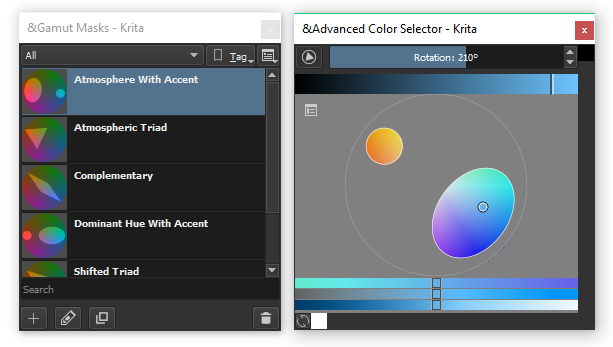 &Gamut Masks - Krita
All
Tag
Atmosphere With Accent
Atmospheric Triad
Complementary
Dominant Hue With Accent
Shifted Triad
Search
&Advanced Color Selector - Krita
Rotation: 210º